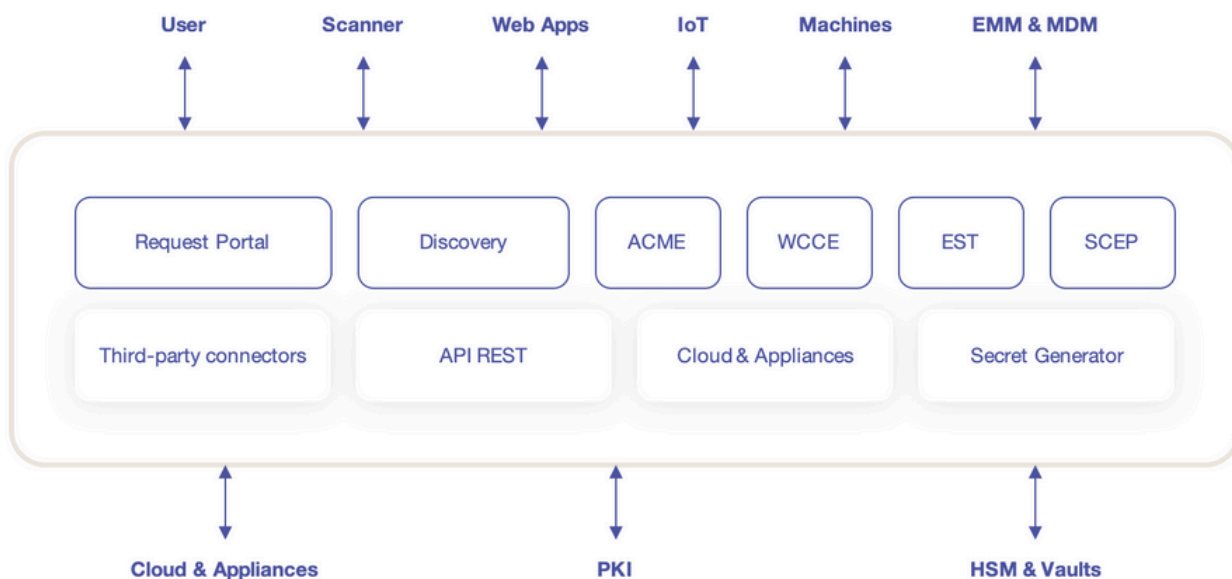 User
Scanner
Web Apps
IoT
Machines
EMM & MDM
Request Portal
Discovery
ACME
WCCE
EST
SCEP
Third-party connectors
API REST
Cloud & Appliances
Secret Generator
Cloud & Appliances
PKI
HSM & Vaults